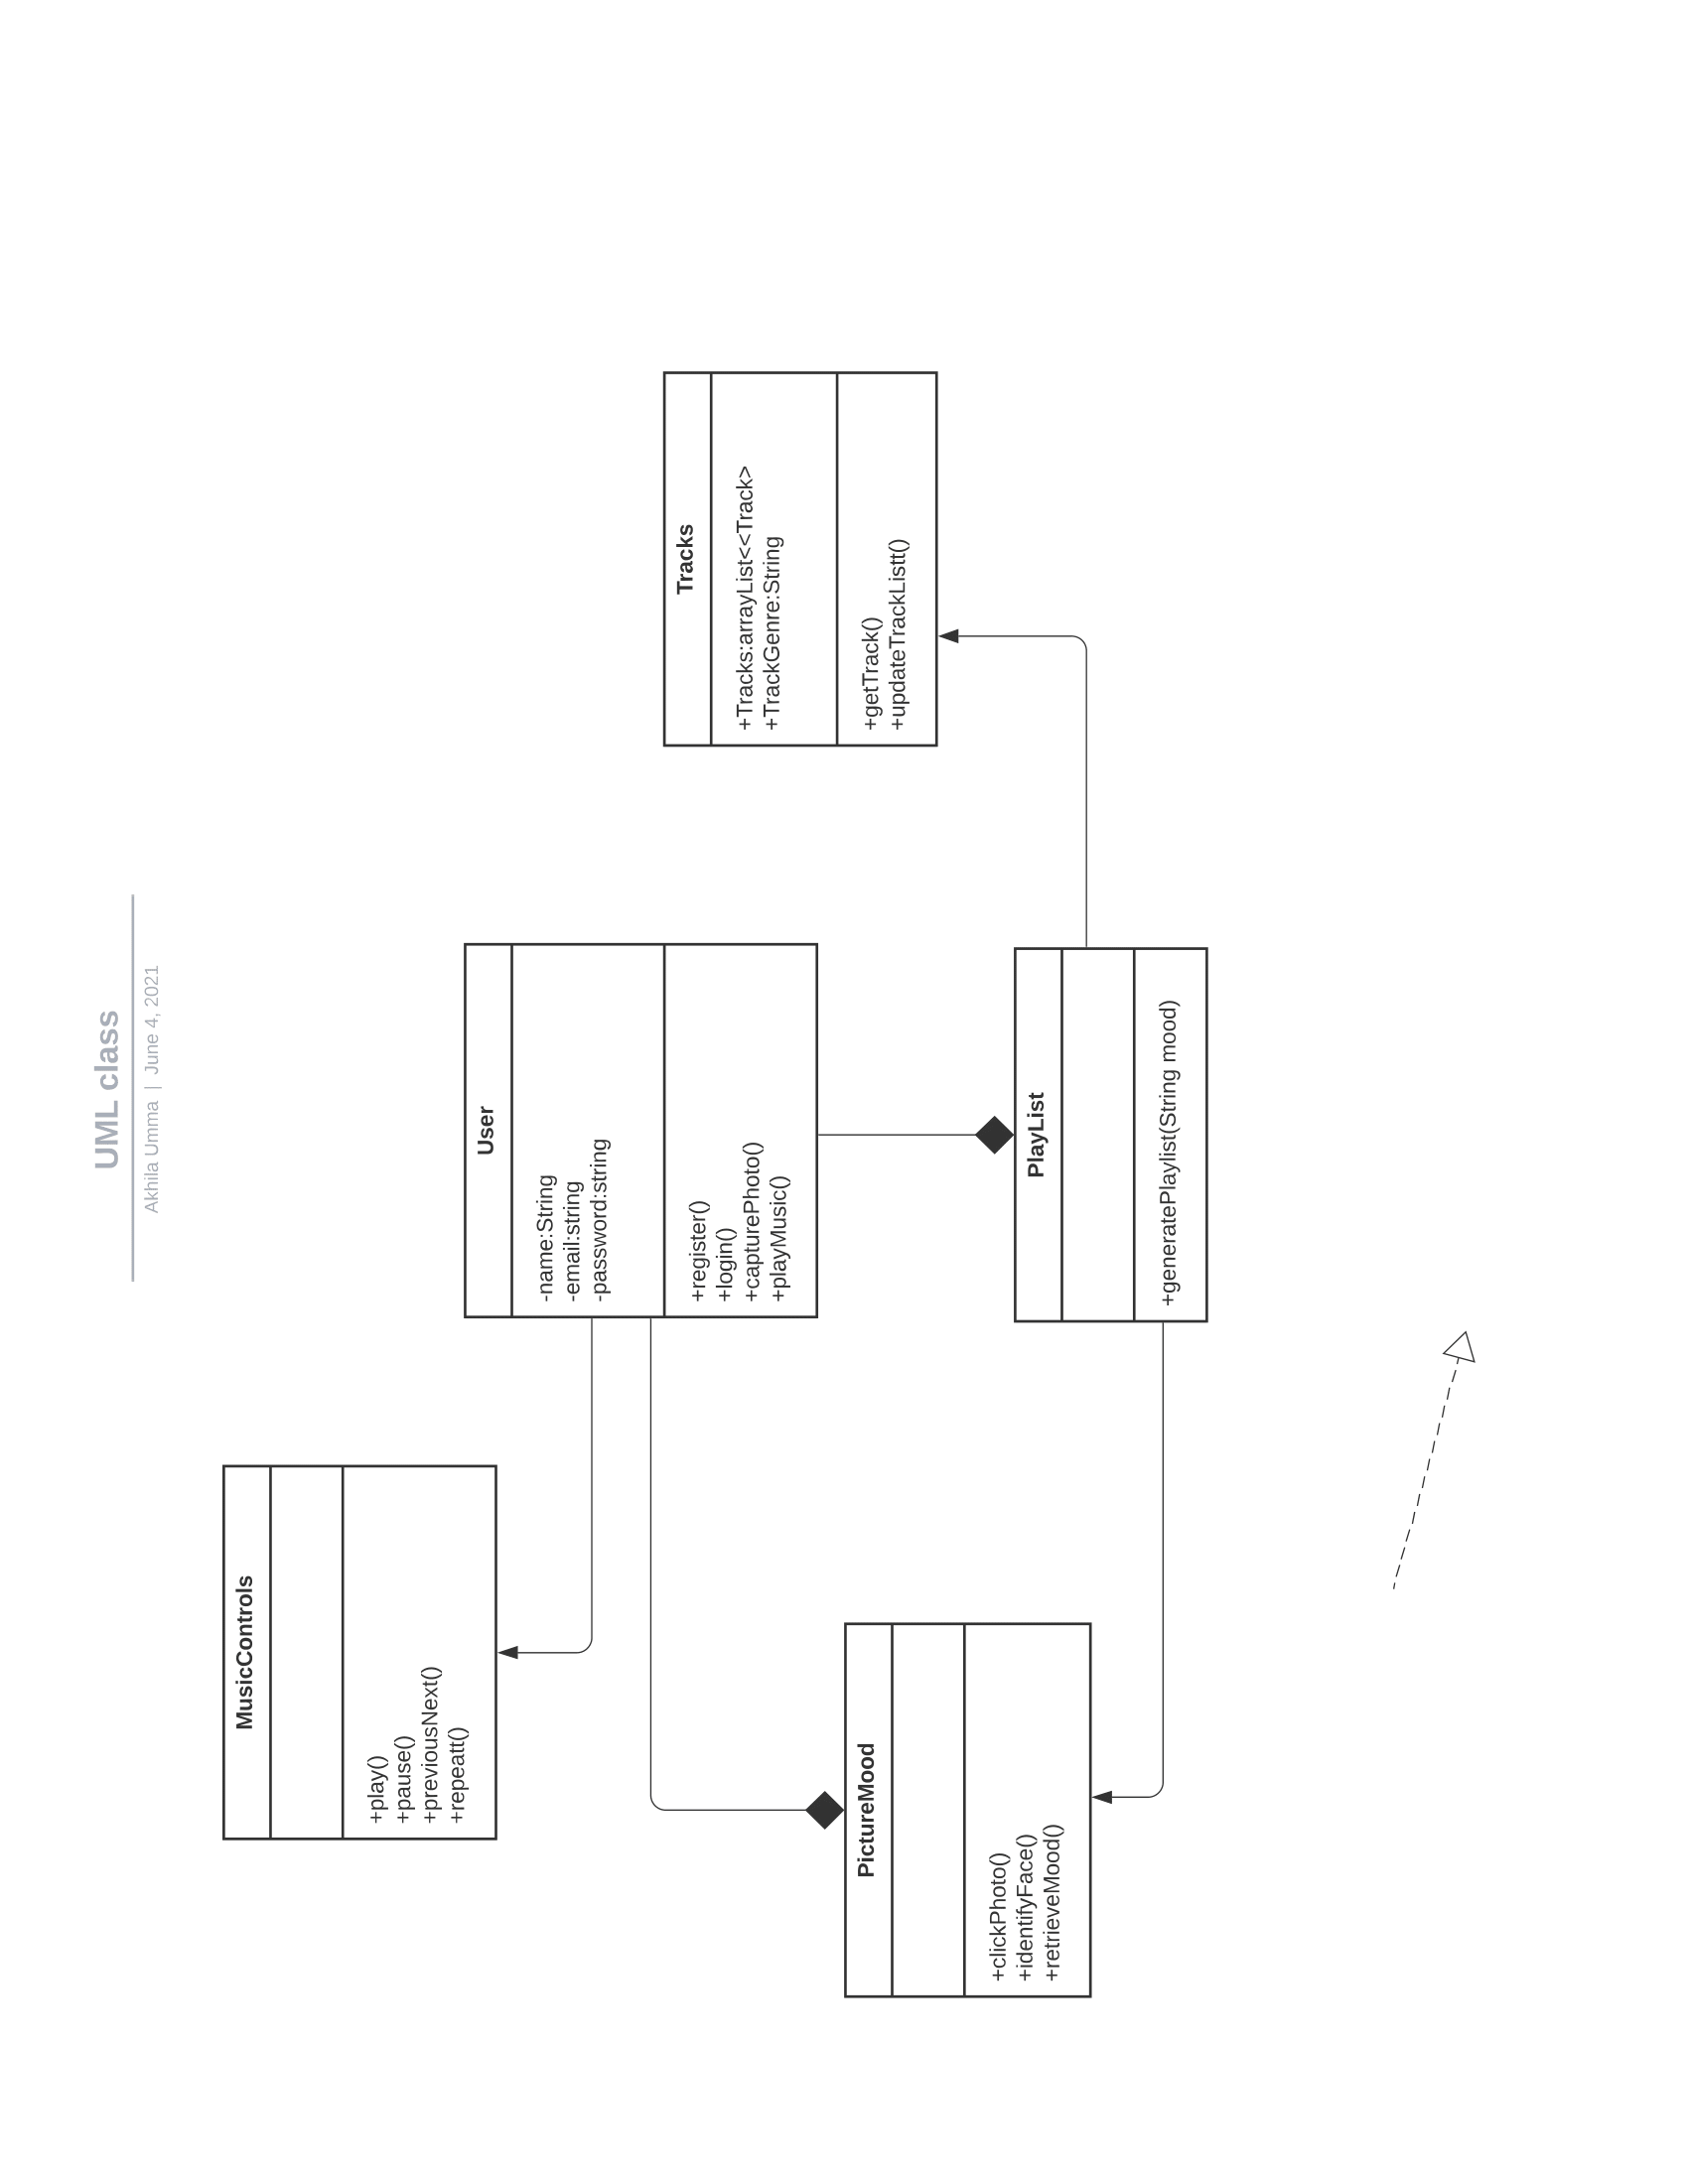 UML class
Akhila Umma | June 4, 2021
MusicControls
+play()
+pause()
+previousNext()
+repeatt()
User
-name:String
-email:string
-password:string
+register()
+login()
+capturePhoto()
+playMusic()
Tracks
+Tracks:arrayList<<Track>
+TrackGenre:String
+getTrack()
+updateTrackListt()
PictureMood
+clickPhoto()
+identifyFace()
+retrieveMood()
PlayList
+generatePlaylist(String mood)